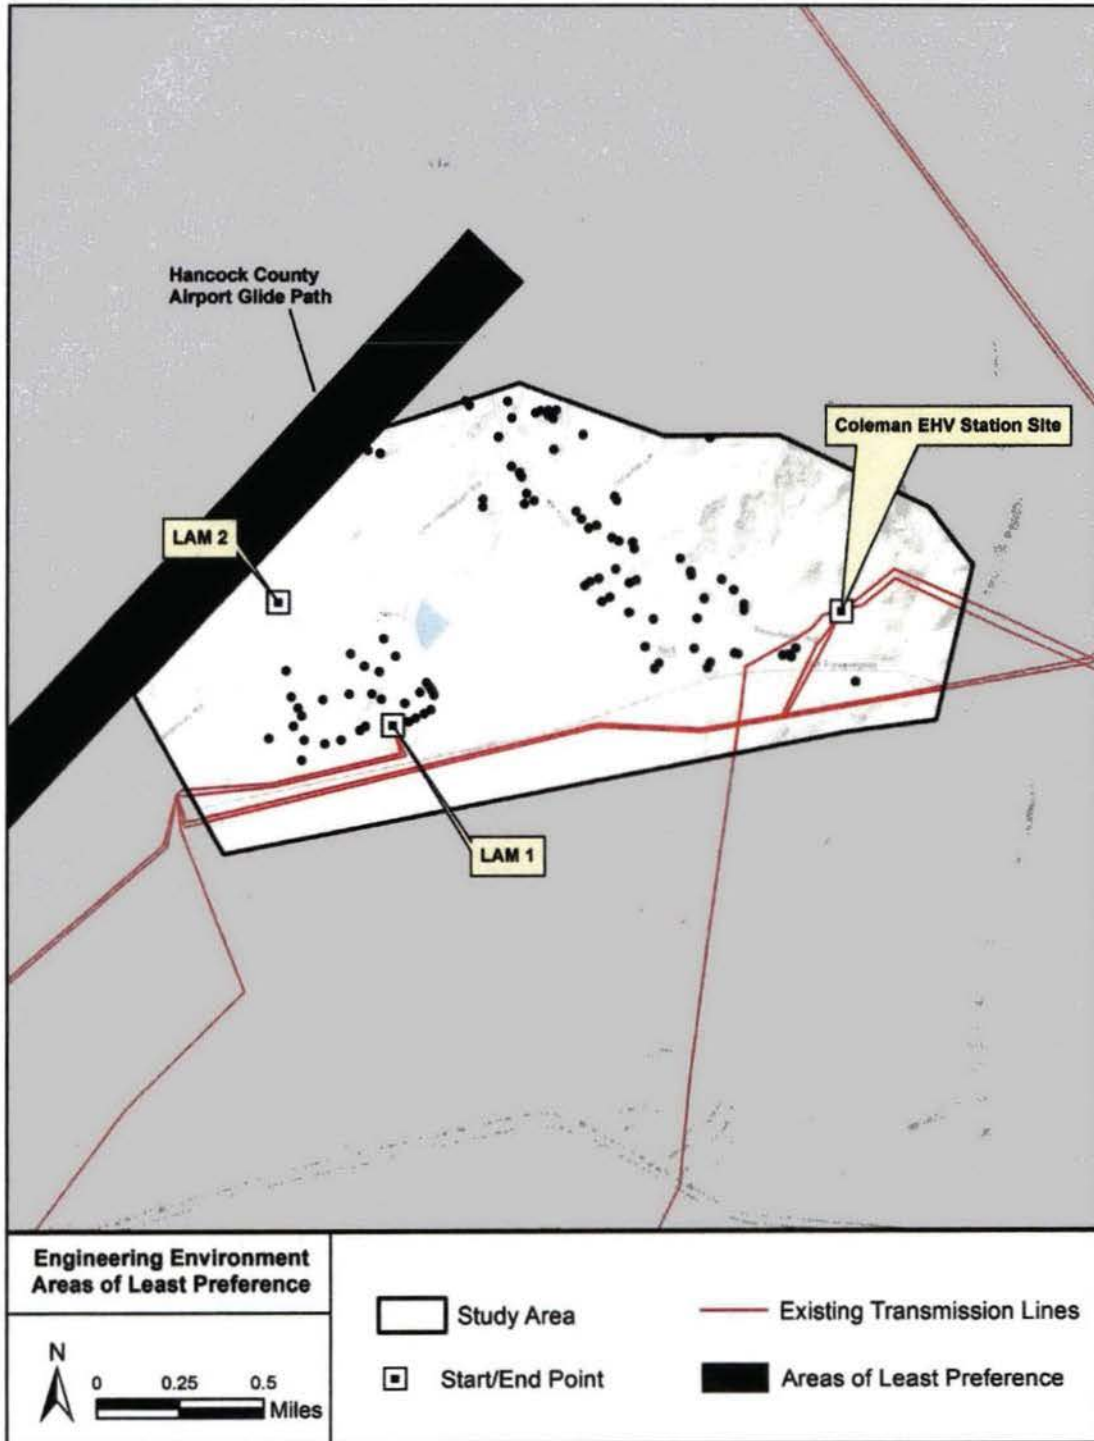 Hancock County
Airport Glide Path
Coleman EHV Station Site
LAM 2
LAM 1
Engineering Environment
Areas of Least Preference
N
0 0.25 0.5
Miles
Study Area
Existing Transmission Lines
Start/End Point
Areas of Least Preference